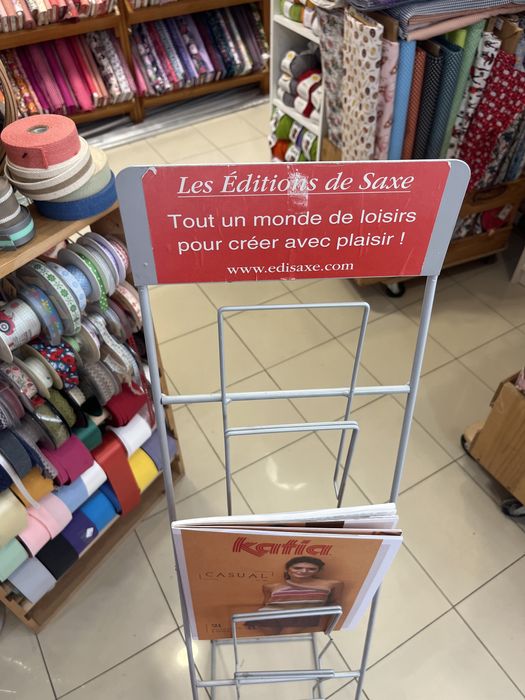 Les Éditions de Saxe
Tout un monde de loisirs
pour créer avec plaisir !
www.edisaxe.com
Katia
CASUAL